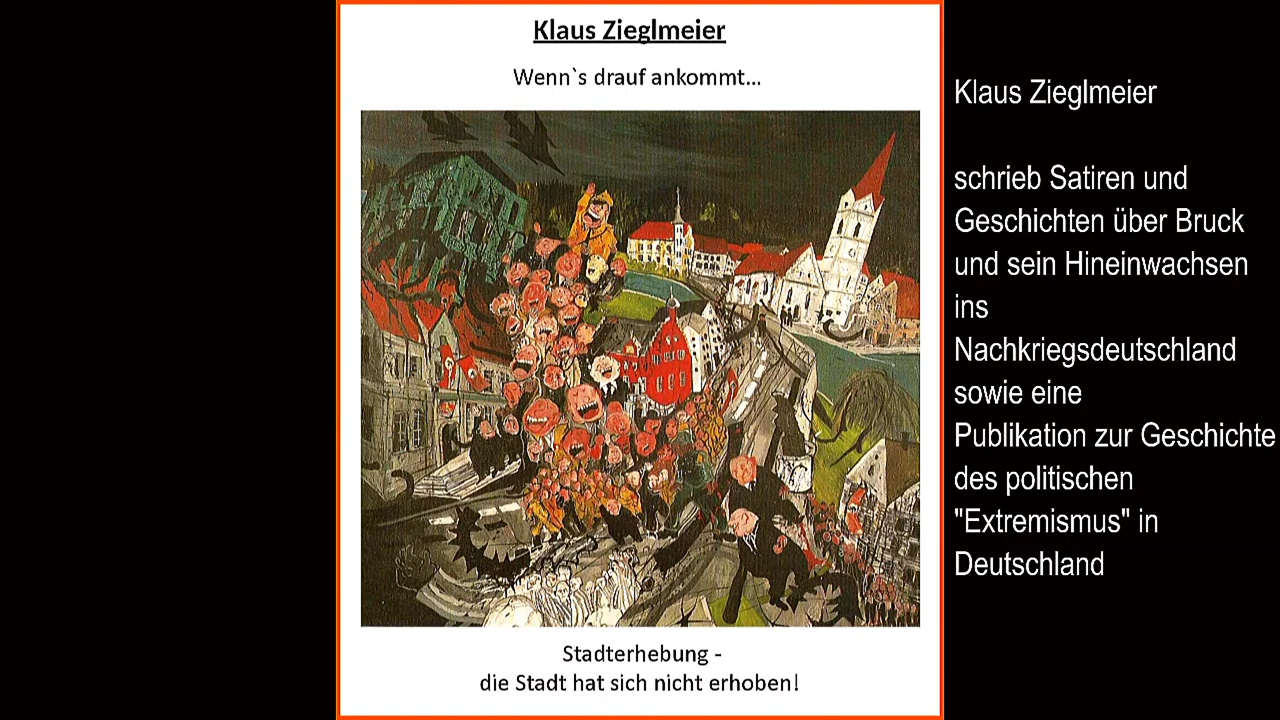 Klaus Zieglmeier
Wenn`s drauf ankommt...
Stadterhebung -
die Stadt hat sich nicht erhoben!
Klaus Zieglmeier
schrieb Satiren und
Geschichten über Bruck
und sein Hineinwachsen
ins
Nachkriegsdeutschland
sowie eine
Publikation zur Geschichte
des politischen
"Extremismus" in
Deutschland